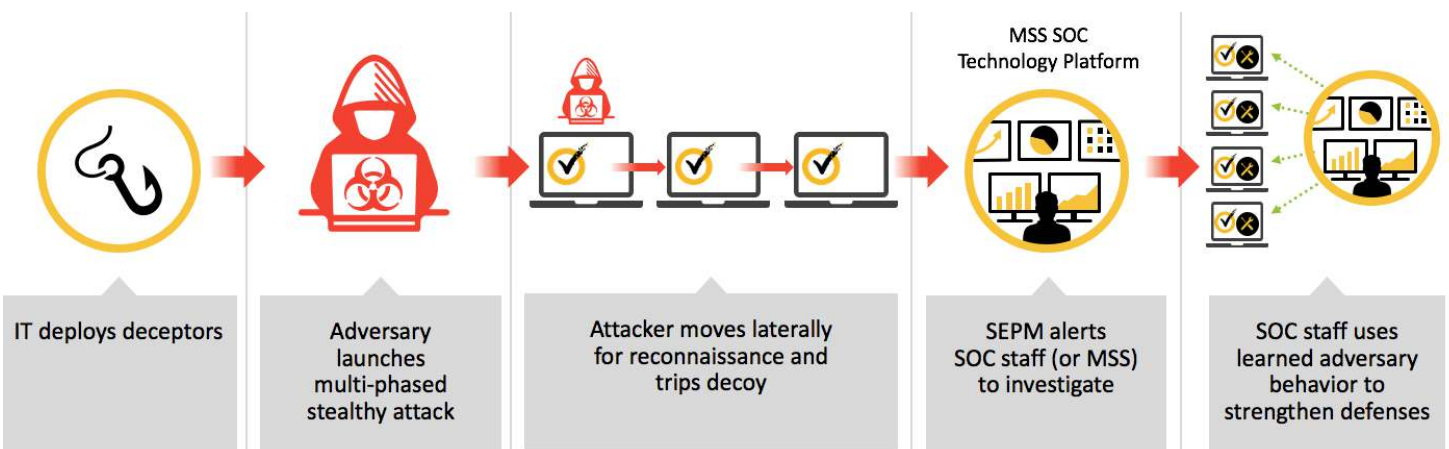 MSS SOC
Technology Platform
IT deploys deceptors
Adversary
launches
multi-phased
stealthy attack
Attacker moves laterally
for reconnaissance and
trips decoy
SEPM alerts
SOC staff (or MSS)
to investigate
SOC staff uses
learned adversary
behavior to
strengthen defenses